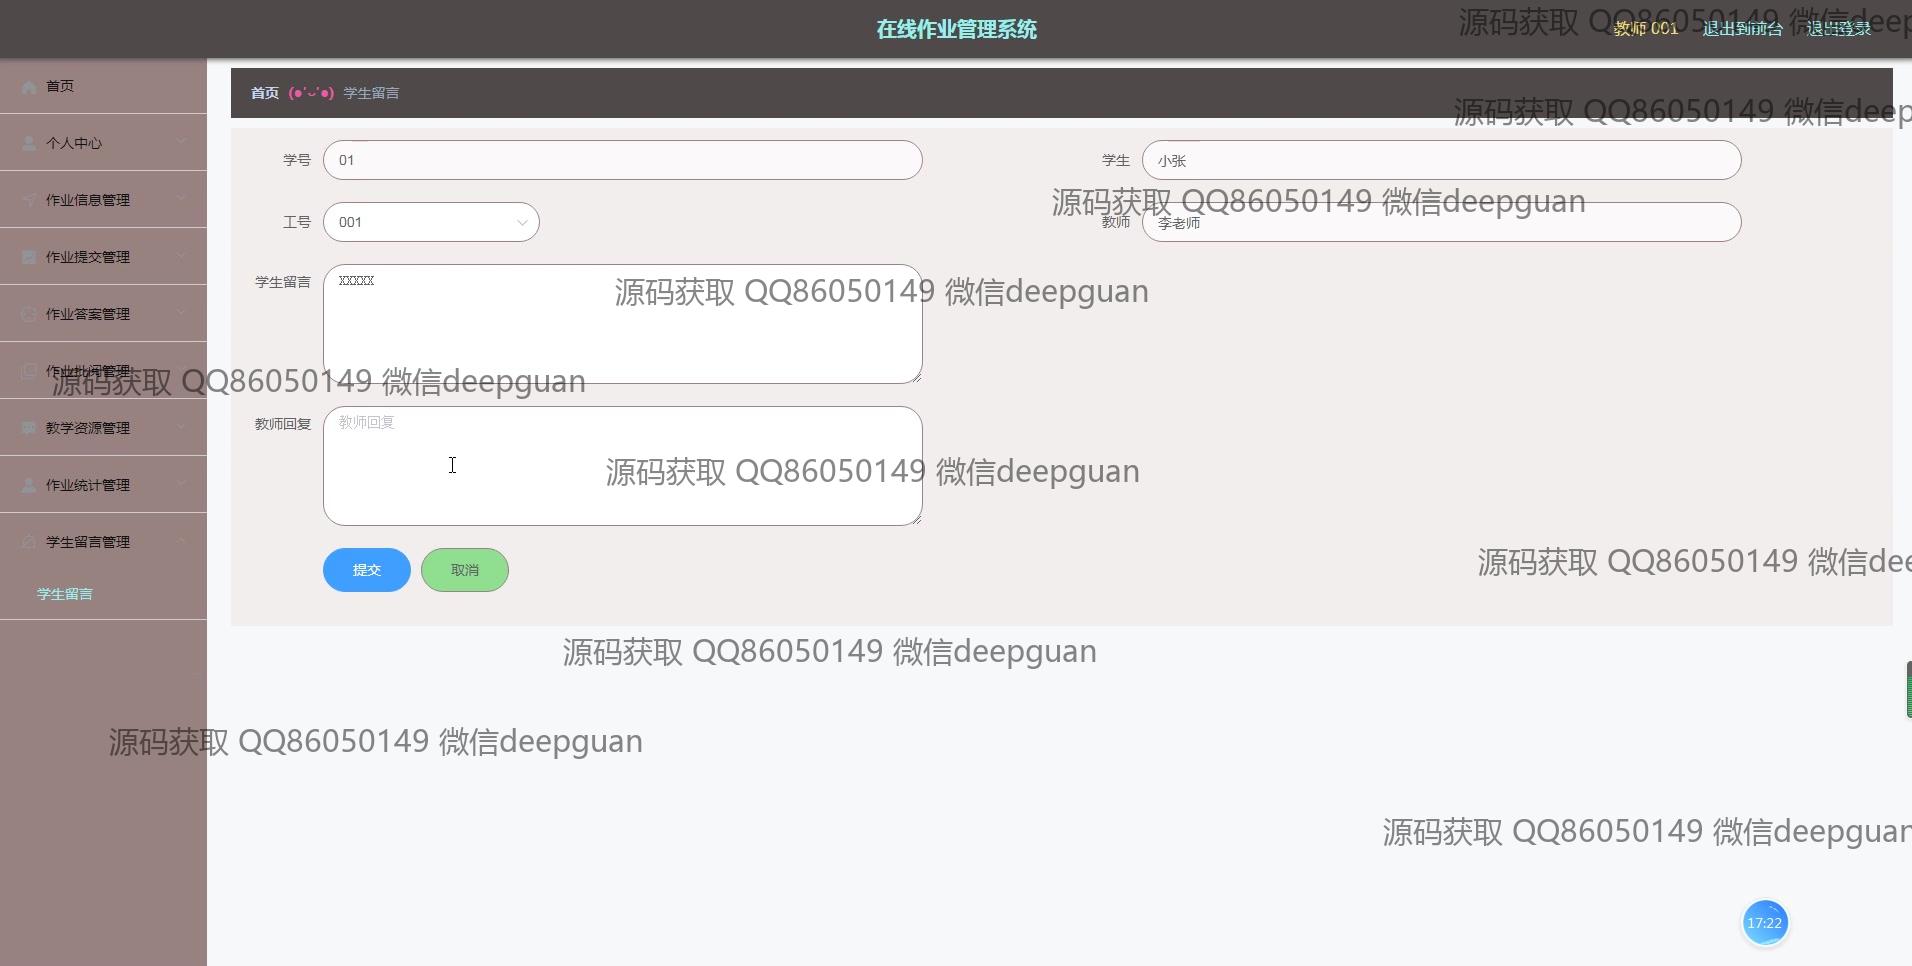 在线作业管理系统
教师 001 退出到前台 退出登录
源码获取 QQ86050149 微信deep
首页
首页 (●'ᴗ'●) 学生留言
源码获取 QQ86050149 微信deep
个人中心
学号 01 学生 小张
作业信息管理
源码获取 QQ86050149 微信deepguan
工号 001 教师 李老师
作业提交管理
学生留言 xxxxx
源码获取 QQ86050149 微信deepguan
作业答案管理
作业批阅管理
源码获取 QQ86050149 微信deepguan
教学资源管理
教师回复 教师回复
源码获取 QQ86050149 微信deepguan
作业统计管理
学生留言管理
提交 取消
源码获取 QQ86050149 微信dee
学生留言
源码获取 QQ86050149 微信deepguan
源码获取 QQ86050149 微信deepguan
源码获取 QQ86050149 微信deepguan
17:22